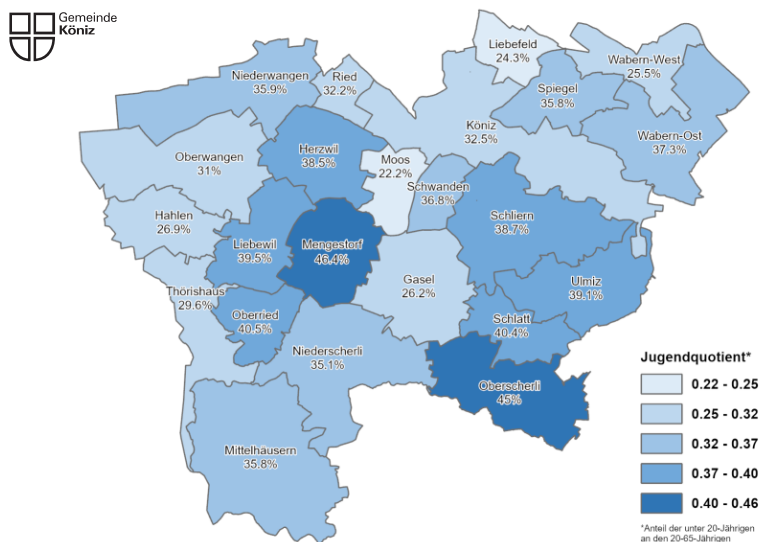 Gemeinde
Köniz
Liebefeld
24.3%
Wabern-West
25.5%
Niederwangen
35.9%
Ried
32.2%
Spiegel
35.8%
Köniz
32.5%
Wabern-Ost
37.3%
Oberwangen
31%
Herzwil
38.5%
Moos
22.2%
Schwanden
36.8%
Hahlen
26.9%
Schliern
38.7%
Liebewil
39.5%
Mengestorf
46.4%
Gasel
26.2%
Ulmiz
39.1%
Thörishaus
29.6%
Oberried
40.5%
Schlatt
40.4%
Niederscherli
35.1%
Oberscherli
45%
Mittelhäusern
35.8%
Jugendquotient*
0.22 - 0.25
0.25 - 0.32
0.32 - 0.37
0.37 - 0.40
0.40 - 0.46
*Anteil der unter 20-Jährigen
an den 20-65-Jährigen